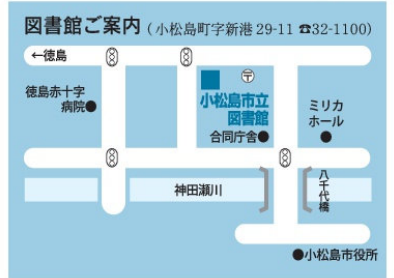 図書館ご案内 (小松島町字新港 29-11 ☎32-1100)
←徳島
〒
徳島赤十字
病院●
小松島市立
図書館
合同庁舎●
ミリカ
ホール
●
神田瀬川
八千代橋
●小松島市役所